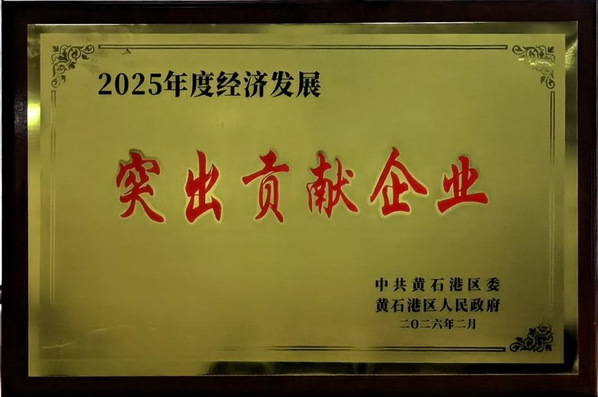 2025年度经济发展
突出贡献企业
中共黄石港区委
黄石港区人民政府
二〇二六年二月